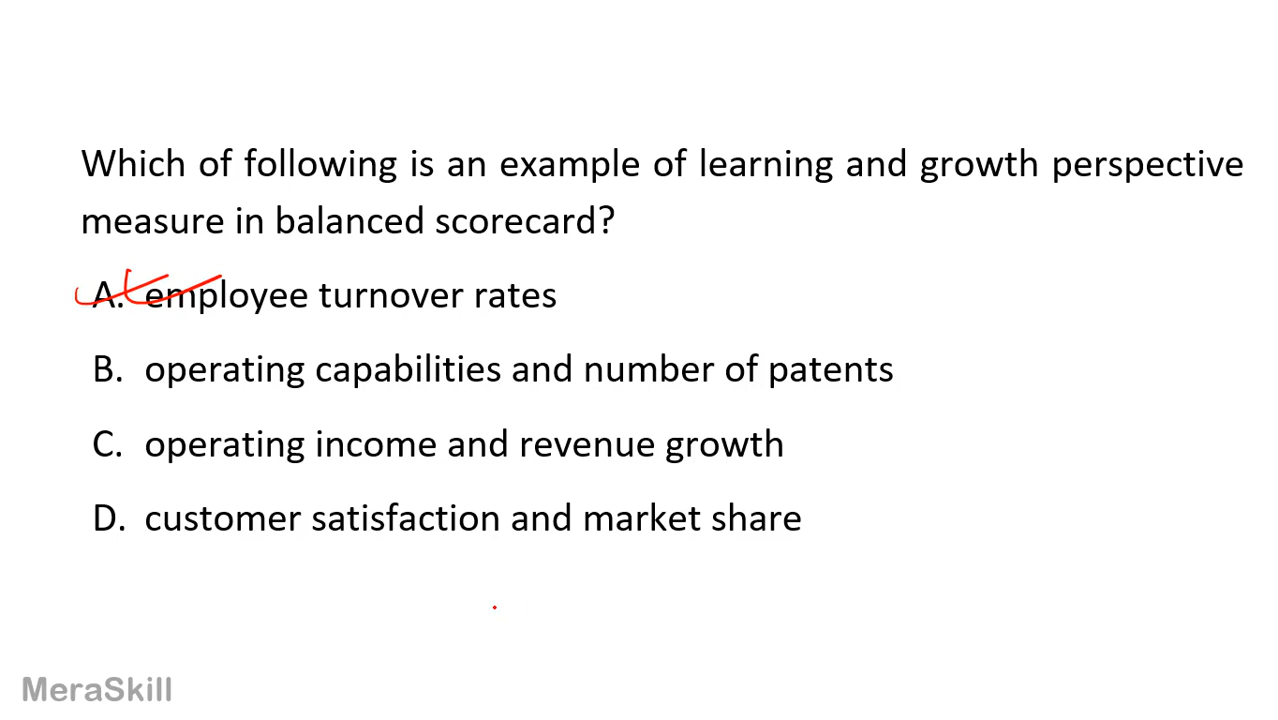 Which of following is an example of learning and growth perspective
measure in balanced scorecard?
A. employee turnover rates
B. operating capabilities and number of patents
C. operating income and revenue growth
D. customer satisfaction and market share
MeraSkill